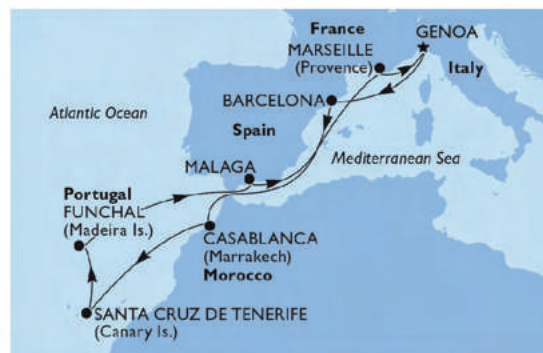 France
GENOA
MARSEILLE
(Provence)
Italy
BARCELONA
Atlantic Ocean
Spain
Mediterranean Sea
MALAGA
Portugal
FUNCHAL
(Madeira Is.)
CASABLANCA
(Marrakech)
Morocco
SANTA CRUZ DE TENERIFE
(Canary Is.)